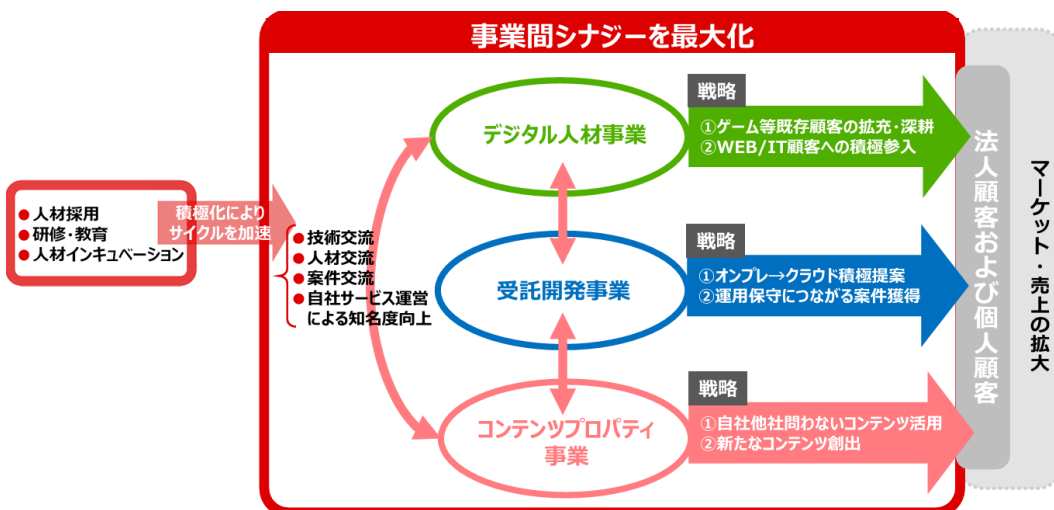 事業間シナジーを最大化
●人材採用
●研修・教育
●人材インキュベーション
積極化により
サイクルを加速
●技術交流
●人材交流
●案件交流
●自社サービス運営
による知名度向上
デジタル人材事業
戦略
①ゲーム等既存顧客の拡充・深耕
②WEB/IT顧客への積極参入
受託開発事業
戦略
①オンプレ→クラウド積極提案
②運用保守につながる案件獲得
コンテンツプロパティ
事業
戦略
①自社他社問わないコンテンツ活用
②新たなコンテンツ創出
法人顧客および個人顧客
マーケット・売上の拡大